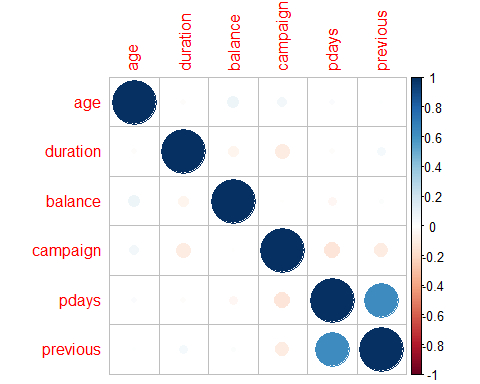 age
duration
balance
campaign
pdays
previous
age
duration
balance
campaign
pdays
previous
1
0.8
0.6
0.4
0.2
0
-0.2
-0.4
-0.6
-0.8
-1